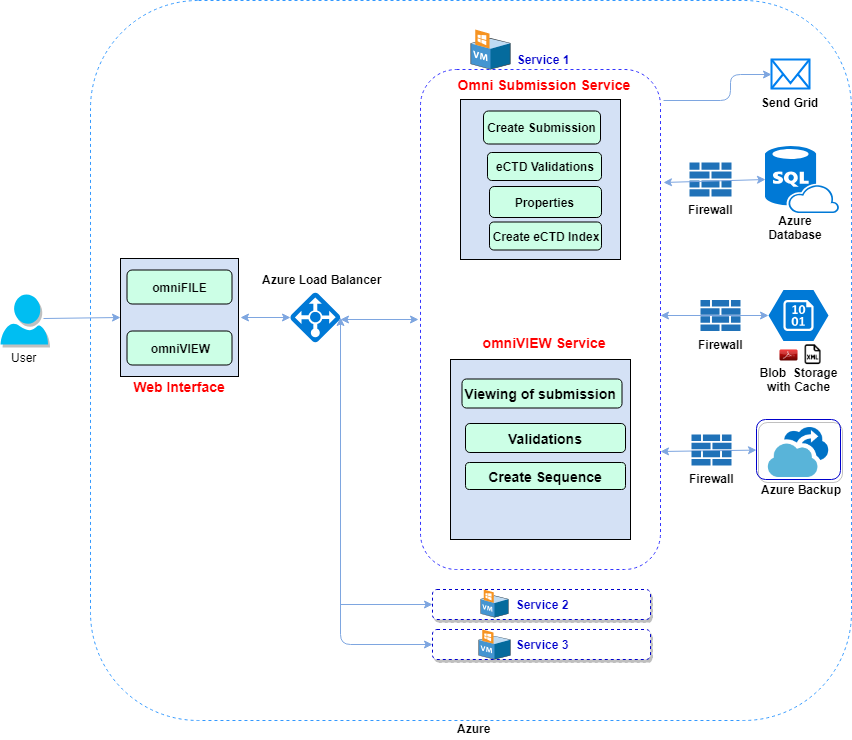 VM
Service 1
Omni Submission Service
Create Submission
eCTD Validations
Properties
Create eCTD Index
Send Grid
Firewall
SQL
Azure
Database
User
omniFILE
omniVIEW
Web Interface
Azure Load Balancer
omniVIEW Service
Viewing of submission
Validations
Create Sequence
Firewall
10
01
XML
Blob Storage
with Cache
Firewall
Azure Backup
VM
Service 2
VM
Service 3
Azure